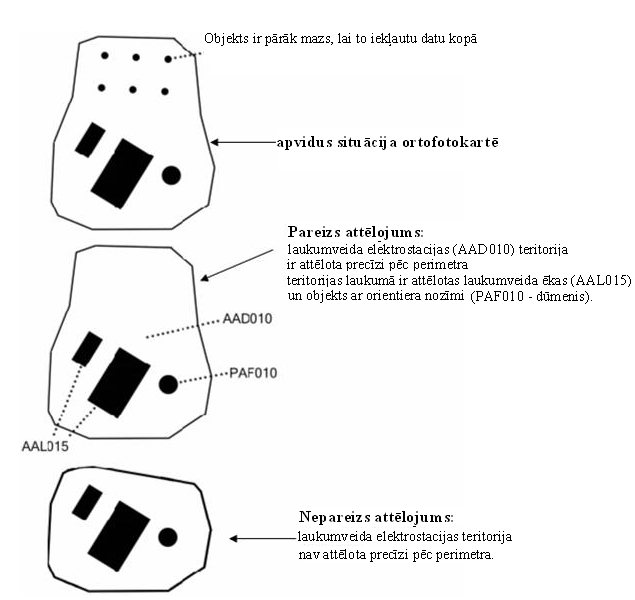 Objekts ir pārāk mazs, lai to iekļautu datu kopā
apvidus situācija ortofotokartē
Pareizs attēlojums:
laukumveida elektrostacijas (AAD010) teritorija
ir attēlota precīzi pēc perimetra
teritorijas laukumā ir attēlotas laukumveida ēkas (AAL015)
un objekts ar orientiera nozīmi (PAF010 - dūmenis).
AAD010
PAF010
AAL015
Nepareizs attēlojums:
laukumveida elektrostacijas teritorija
nav attēlota precīzi pēc perimetra.